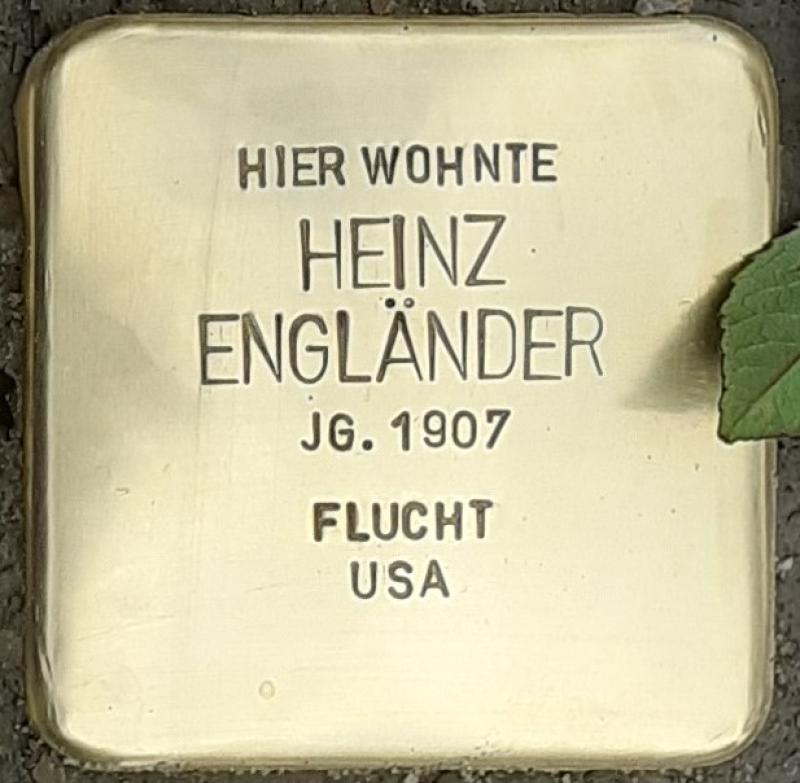 HIER WOHNTE
HEINZ
ENGLÄNDER
JG. 1907
FLUCHT
USA